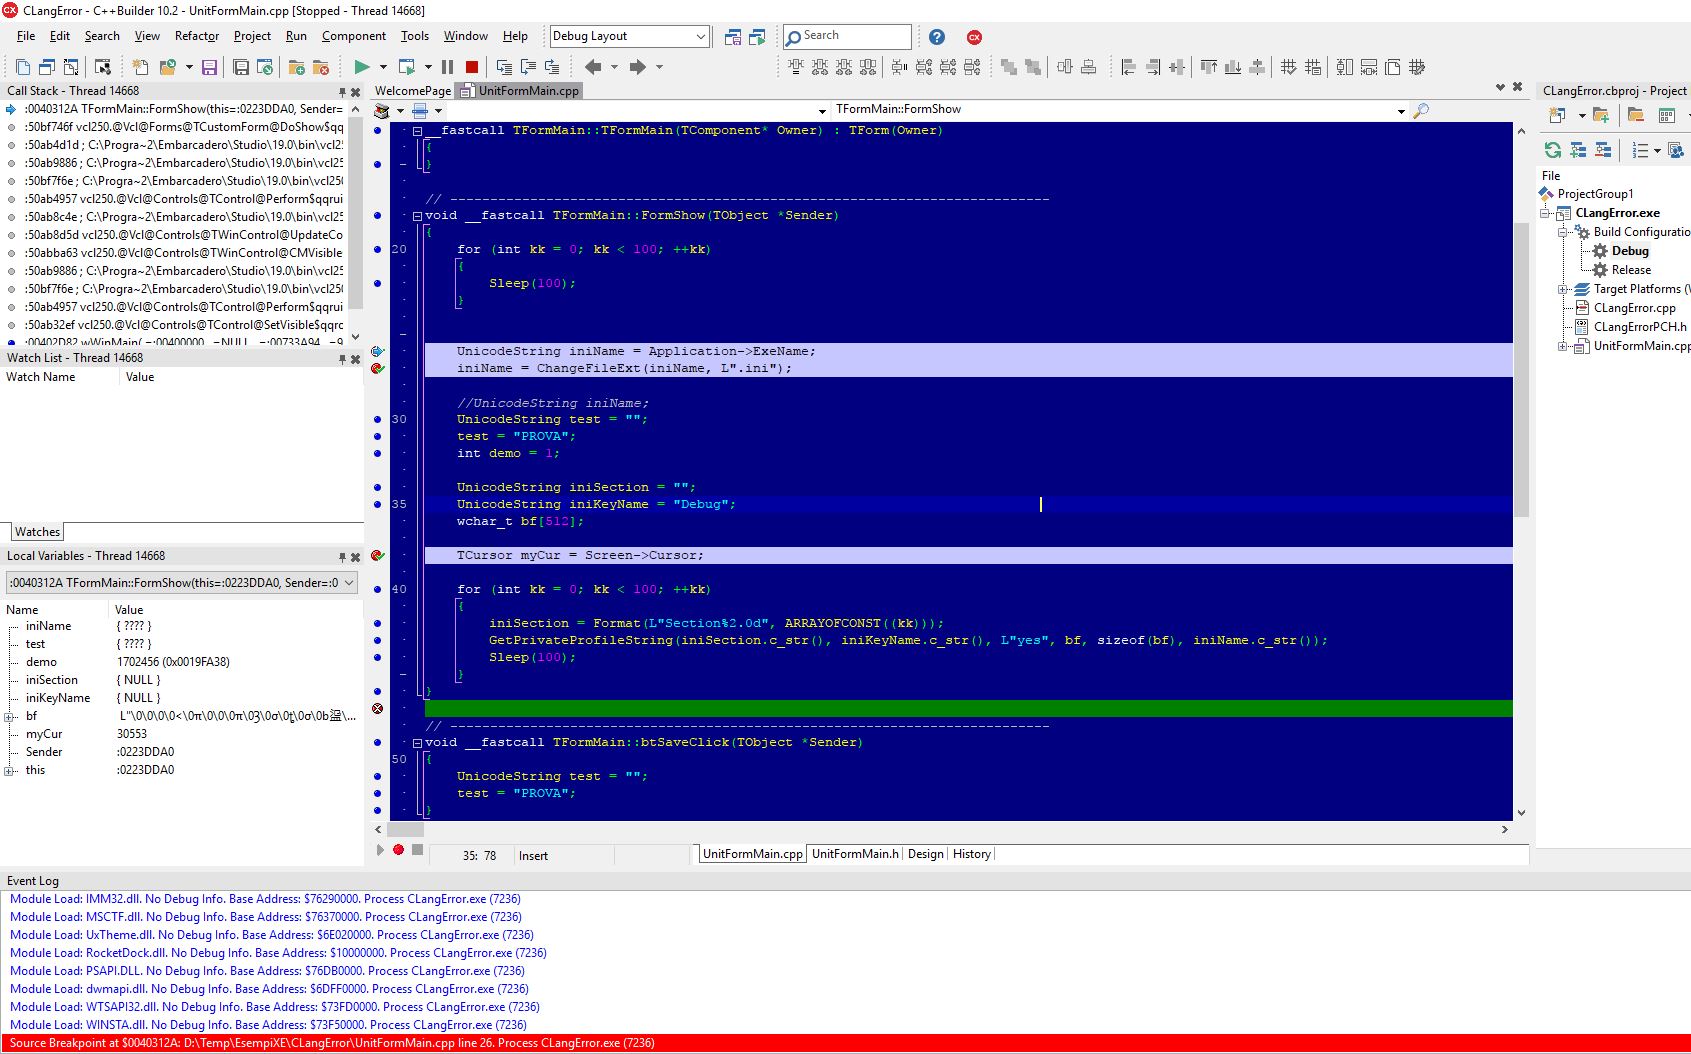 CLangError - C++Builder 10.2 - UnitFormMain.cpp [Stopped - Thread 14668]
File Edit Search View Refactor Project Run Component Tools Window Help Debug Layout Search
Call Stack - Thread 14668
:0040312A TFormMain::FormShow(this=:0223DDA0, Sender=
:50bf746f vcl250.@Vcl@Forms@TCustomForm@DoShow$qq
:50ab4d1d ; C:\Progra~2\Embarcadero\Studio\19.0\bin\vcl25
:50ab9886 ; C:\Progra~2\Embarcadero\Studio\19.0\bin\vcl25
:50bf7f6e ; C:\Progra~2\Embarcadero\Studio\19.0\bin\vcl25
:50ab4957 vcl250.@Vcl@Controls@TControl@Perform$qqrui
:50ab8c4e ; C:\Progra~2\Embarcadero\Studio\19.0\bin\vcl25
:50ab8d5d vcl250.@Vcl@Controls@TWinControl@UpdateCo
:50abba63 vcl250.@Vcl@Controls@TWinControl@CMVisible
:50ab9886 ; C:\Progra~2\Embarcadero\Studio\19.0\bin\vcl25
:50bf7f6e ; C:\Progra~2\Embarcadero\Studio\19.0\bin\vcl25
:50ab4957 vcl250.@Vcl@Controls@TControl@Perform$qqrui
:50ab32ef vcl250.@Vcl@Controls@TControl@SetVisible$qqrc
:00402D82 wWinMain( =:00400000, =NULL, =:00733A94, =9
Watch List - Thread 14668
Watch Name Value
Watches
Local Variables - Thread 14668
:0040312A TFormMain::FormShow(this=:0223DDA0, Sender=:0
Name Value
iniName { ???? }
test { ???? }
demo 1702456 (0x0019FA38)
iniSection { NULL }
iniKeyName { NULL }
bf
myCur 30553
Sender :0223DDA0
this :0223DDA0
WelcomePage UnitFormMain.cpp
TFormMain::FormShow
__fastcall TFormMain::TFormMain(TComponent* Owner) : TForm(Owner)
{
}
// ---------------------------------------------------------------------------
void __fastcall TFormMain::FormShow(TObject *Sender)
{
20 for (int kk = 0; kk < 100; ++kk)
{
Sleep(100);
}
UnicodeString iniName = Application->ExeName;
iniName = ChangeFileExt(iniName, L".ini");
//UnicodeString iniName;
30 UnicodeString test = "";
test = "PROVA";
int demo = 1;
UnicodeString iniSection = "";
35 UnicodeString iniKeyName = "Debug";
wchar_t bf[512];
TCursor myCur = Screen->Cursor;
40 for (int kk = 0; kk < 100; ++kk)
{
iniSection = Format(L"Section%2.0d", ARRAYOFCONST((kk)));
GetPrivateProfileString(iniSection.c_str(), iniKeyName.c_str(), L"yes", bf, sizeof(bf), iniName.c_str());
Sleep(100);
}
}
// ---------------------------------------------------------------------------
void __fastcall TFormMain::btSaveClick(TObject *Sender)
50 {
UnicodeString test = "";
test = "PROVA";
}
35: 78 Insert UnitFormMain.cpp UnitFormMain.h Design History
CLangError.cbproj - Project
File
ProjectGroup1
CLangError.exe
Build Configuratio
Debug
Release
Target Platforms (
CLangError.cpp
CLangErrorPCH.h
UnitFormMain.cpp
Event Log
Module Load: IMM32.dll. No Debug Info. Base Address: $76290000. Process CLangError.exe (7236)
Module Load: MSCTF.dll. No Debug Info. Base Address: $76370000. Process CLangError.exe (7236)
Module Load: UxTheme.dll. No Debug Info. Base Address: $6E020000. Process CLangError.exe (7236)
Module Load: RocketDock.dll. No Debug Info. Base Address: $10000000. Process CLangError.exe (7236)
Module Load: PSAPI.DLL. No Debug Info. Base Address: $76DB0000. Process CLangError.exe (7236)
Module Load: dwmapi.dll. No Debug Info. Base Address: $6DFF0000. Process CLangError.exe (7236)
Module Load: WTSAPI32.dll. No Debug Info. Base Address: $73FD0000. Process CLangError.exe (7236)
Module Load: WINSTA.dll. No Debug Info. Base Address: $73F50000. Process CLangError.exe (7236)
Source Breakpoint at $0040312A: D:\Temp\EsempiXE\CLangError\UnitFormMain.cpp line 26. Process CLangError.exe (7236)